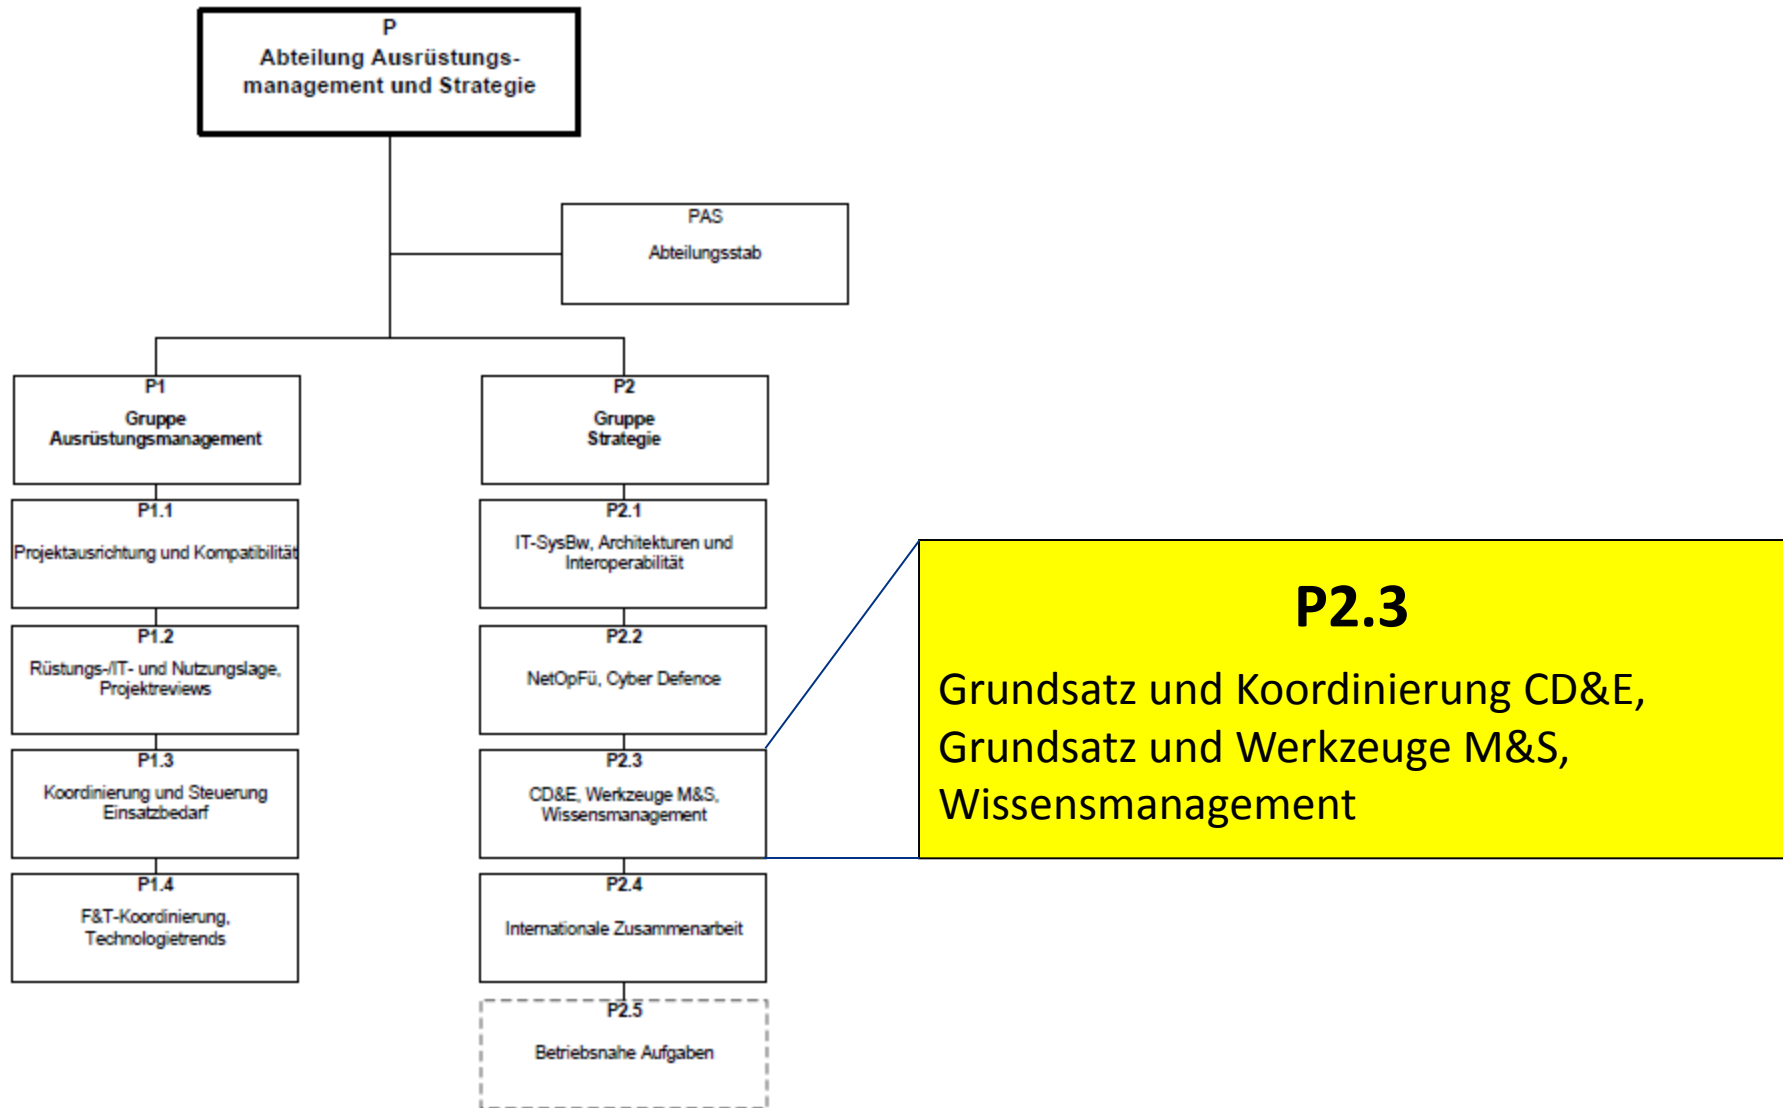 P
Abteilung Ausrüstungs-
management und Strategie
PAS
Abteilungsstab
P1
Gruppe
Ausrüstungsmanagement
P1.1
Projektausrichtung und Kompatibilität
P1.2
Rüstungs-/IT- und Nutzungslage,
Projektreviews
P1.3
Koordinierung und Steuerung
Einsatzbedarf
P1.4
F&T-Koordinierung,
Technologietrends
P2
Gruppe
Strategie
P2.1
IT-SysBw, Architekturen und
Interoperabilität
P2.2
NetOpFü, Cyber Defence
P2.3
CD&E, Werkzeuge M&S,
Wissensmanagement
P2.4
Internationale Zusammenarbeit
P2.5
Betriebsnahe Aufgaben
P2.3
Grundsatz und Koordinierung CD&E,
Grundsatz und Werkzeuge M&S,
Wissensmanagement